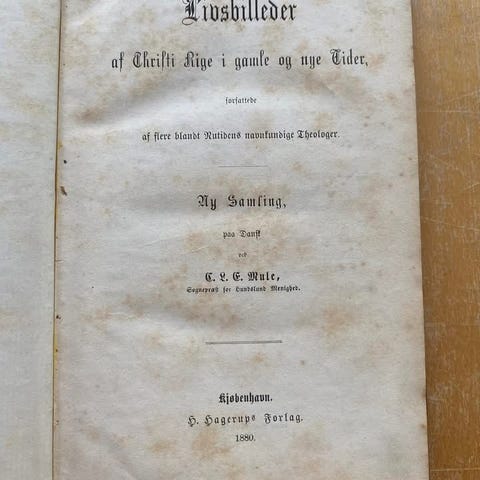 Livsbilleder
af Christi Rige i gamle og nye Tider,
forfattede
af flere blandt Nutidens navnkundige Theologer.
Ny Samling,
paa Dansk
ved
C. L. E. Mule,
Sognepræst for Lundslund Menighed.
Kjøbenhavn.
H. Hagerups Forlag.
1880.